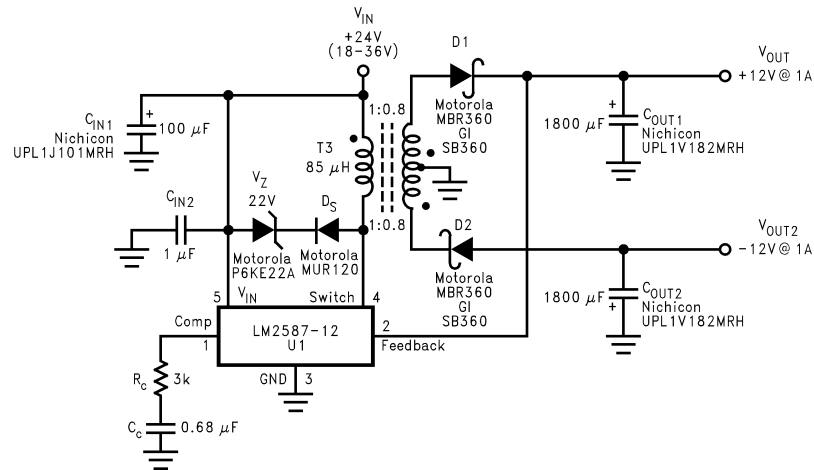 V_IN
+24V
(18-36V)
D1
V_OUT
+12V @ 1A
Motorola
MBR360
GI
SB360
C_IN1
Nichicon
UPL1J101MRH
+
100 μF
1:0.8
T3
85 μH
1:0.8
1800 μF
+
C_OUT1
Nichicon
UPL1V182MRH
C_IN2
1 μF
V_Z
22V
Motorola
P6KE22A
D_S
Motorola
MUR120
D2
Motorola
MBR360
GI
SB360
V_OUT2
-12V @ 1A
1800 μF
+
C_OUT2
Nichicon
UPL1V182MRH
5
V_IN
Switch
4
Comp
1
LM2587-12
U1
2
Feedback
GND
3
R_c
3k
C_c
0.68 μF